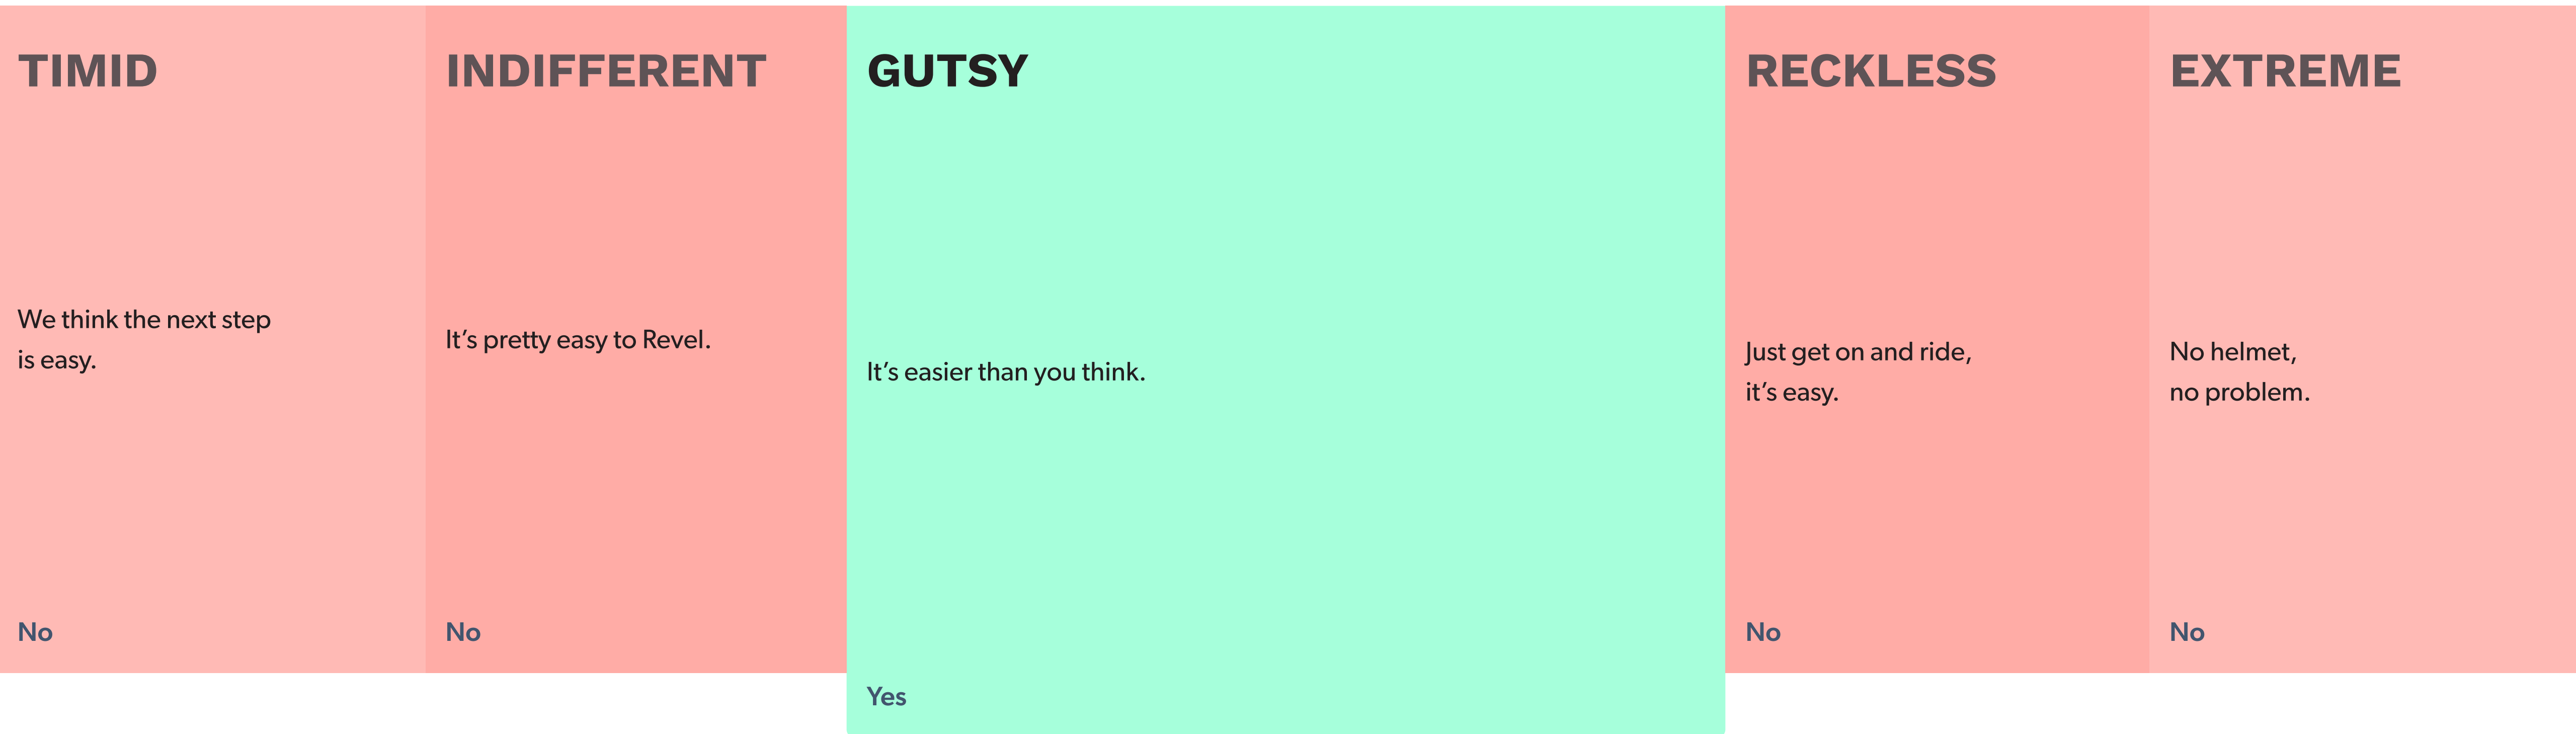 TIMID
We think the next step
is easy.
No
INDIFFERENT
It’s pretty easy to Revel.
No
GUTSY
It’s easier than you think.
Yes
RECKLESS
Just get on and ride,
it’s easy.
No
EXTREME
No helmet,
no problem.
No